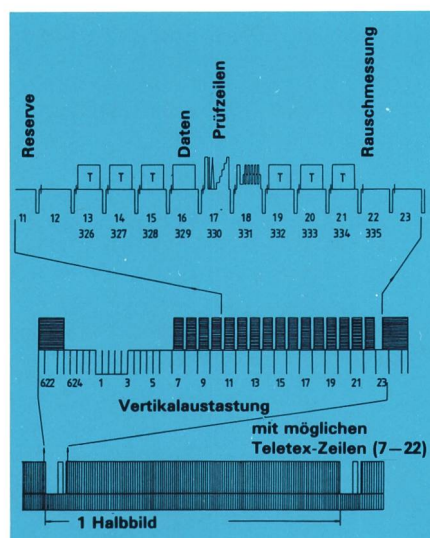 Reserve
Daten
Prüfzeilen
Rauschmessung
T T T T T T
11 12 13 14 15 16 17 18 19 20 21 22 23
326 327 328 329 330 331 332 333 334 335
622 624 1 3 5 7 9 11 13 15 17 19 21 23
Vertikalaustastung
mit möglichen
Teletex-Zeilen (7—22)
1 Halbbild